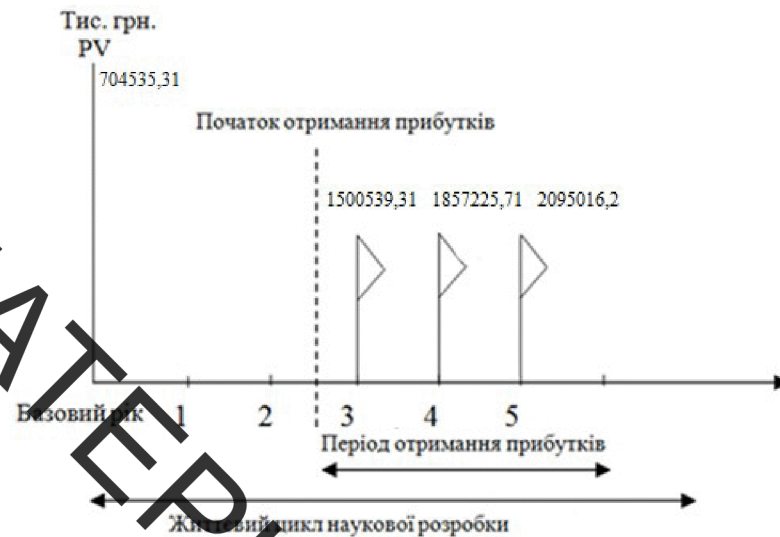 Тис. грн.
PV
704535,31
Початок отримання прибутків
1500539,31 1857225,71 2095016,2
Базовий рік 1 2 3 4 5
Період отримання прибутків
Життєвий цикл наукової розробки